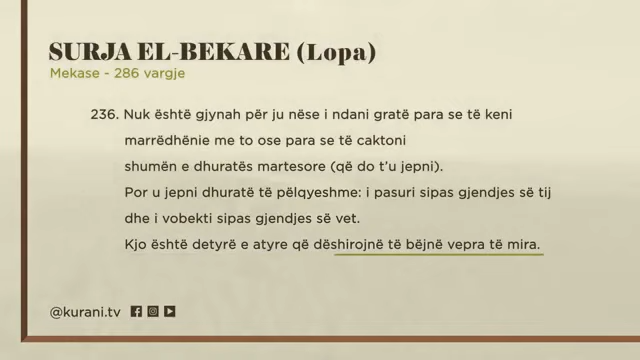 SURJA EL-BEKARE (Lopa)
Mekase - 286 vargje
236. Nuk është gjynah për ju nëse i ndani gratë para se të keni
marrëdhënie me to ose para se të caktoni
shumën e dhuratës martesore (që do t'u jepni).
Por u jepni dhuratë të pëlqyeshme: i pasuri sipas gjendjes së tij
dhe i vobekti sipas gjendjes së vet.
Kjo është detyrë e atyre që dëshirojnë të bëjnë vepra të mira.
@kurani.tv